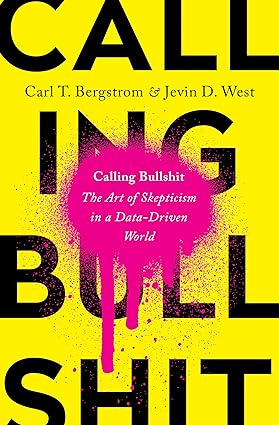 CALL
Carl T. Bergstrom & Jevin D. West
ING
Calling Bullshit
The Art of Skepticism
in a Data-Driven
World
BULL
SHIT